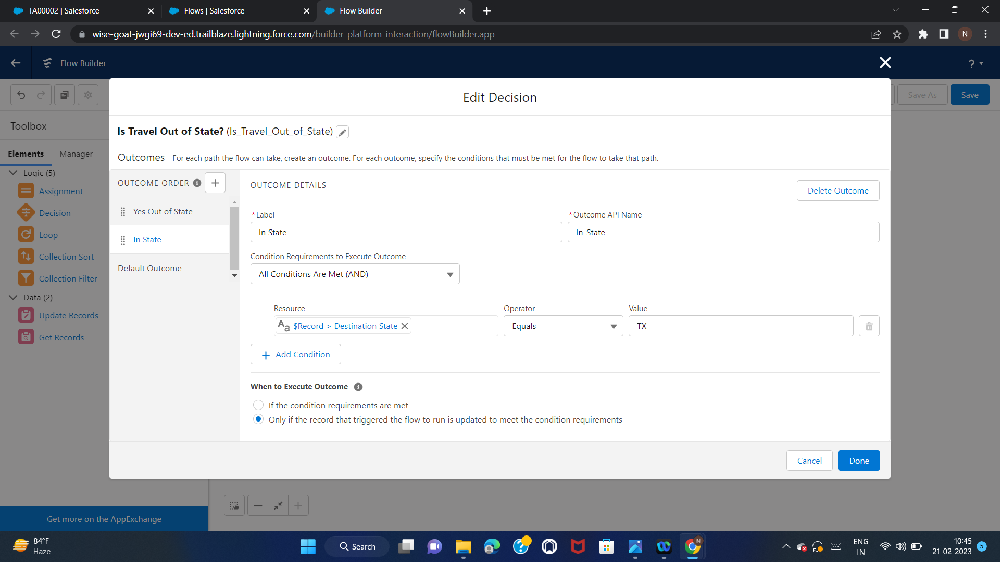 TA00002 | Salesforce
Flows | Salesforce
Flow Builder
wise-goat-jwgi69-dev-ed.trailblaze.lightning.force.com/builder_platform_interaction/flowBuilder.app
N
Flow Builder
?
Save As
Save
Edit Decision
Toolbox
Elements
Manager
Logic (5)
Assignment
Decision
Loop
Collection Sort
Collection Filter
Data (2)
Update Records
Get Records
Get more on the AppExchange
Is Travel Out of State? (Is_Travel_Out_of_State)
Outcomes For each path the flow can take, create an outcome. For each outcome, specify the conditions that must be met for the flow to take that path.
OUTCOME ORDER
Yes Out of State
In State
Default Outcome
OUTCOME DETAILS
Delete Outcome
*Label
In State
*Outcome API Name
In_State
Condition Requirements to Execute Outcome
All Conditions Are Met (AND)
Resource
Aa $Record > Destination State
Operator
Equals
Value
TX
+ Add Condition
When to Execute Outcome
If the condition requirements are met
Only if the record that triggered the flow to run is updated to meet the condition requirements
Cancel
Done
84°F
Haze
Search
N
ENG
IN
10:45
21-02-2023
5